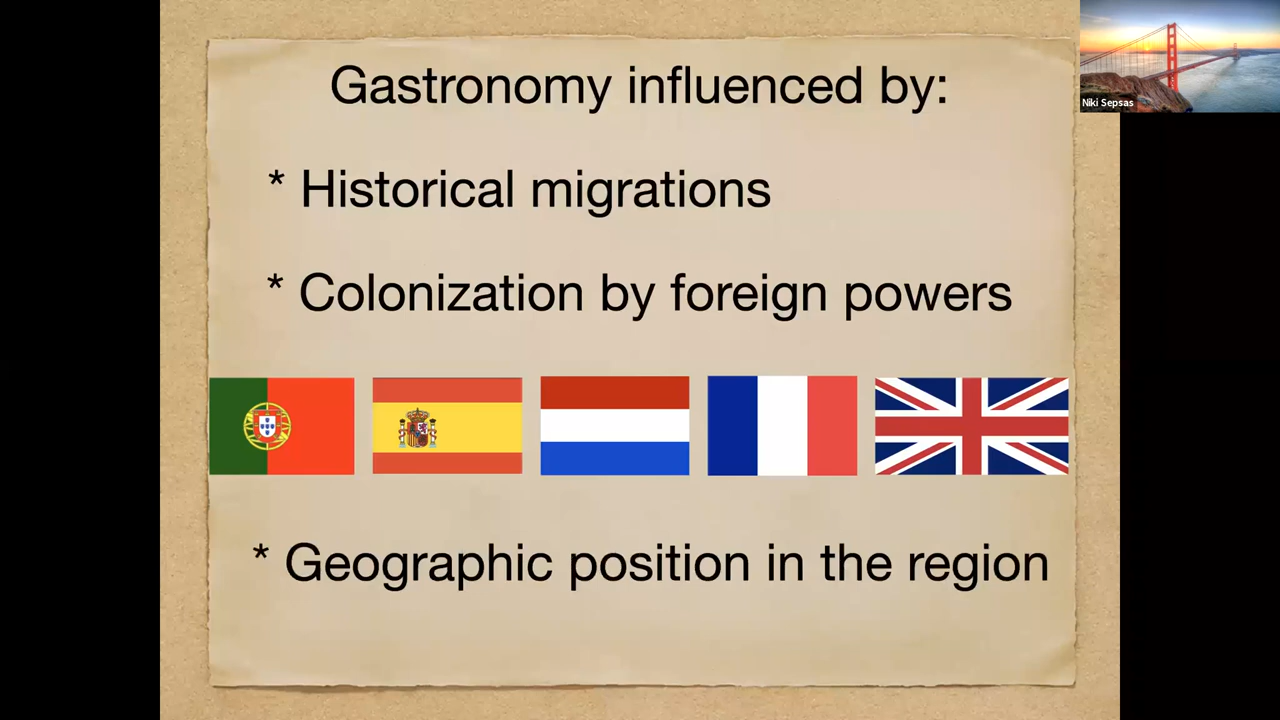 Gastronomy influenced by:
* Historical migrations
* Colonization by foreign powers
* Geographic position in the region
Niki Sepsas